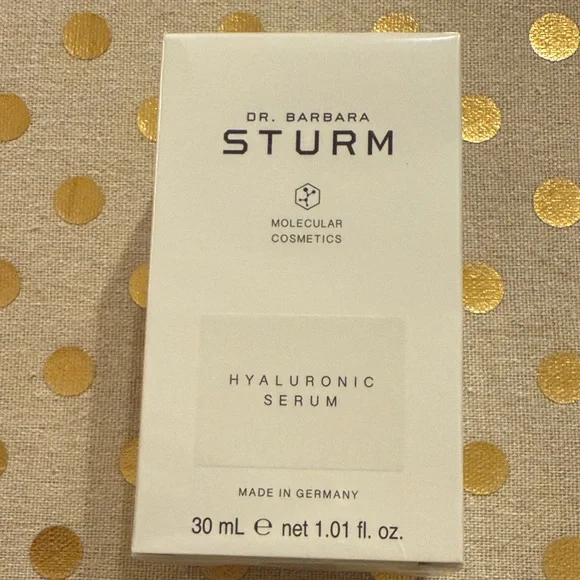 DR. BARBARA
STURM
MOLECULAR
COSMETICS
HYALURONIC
SERUM
MADE IN GERMANY
30 mL ℮ net 1.01 fl. oz.